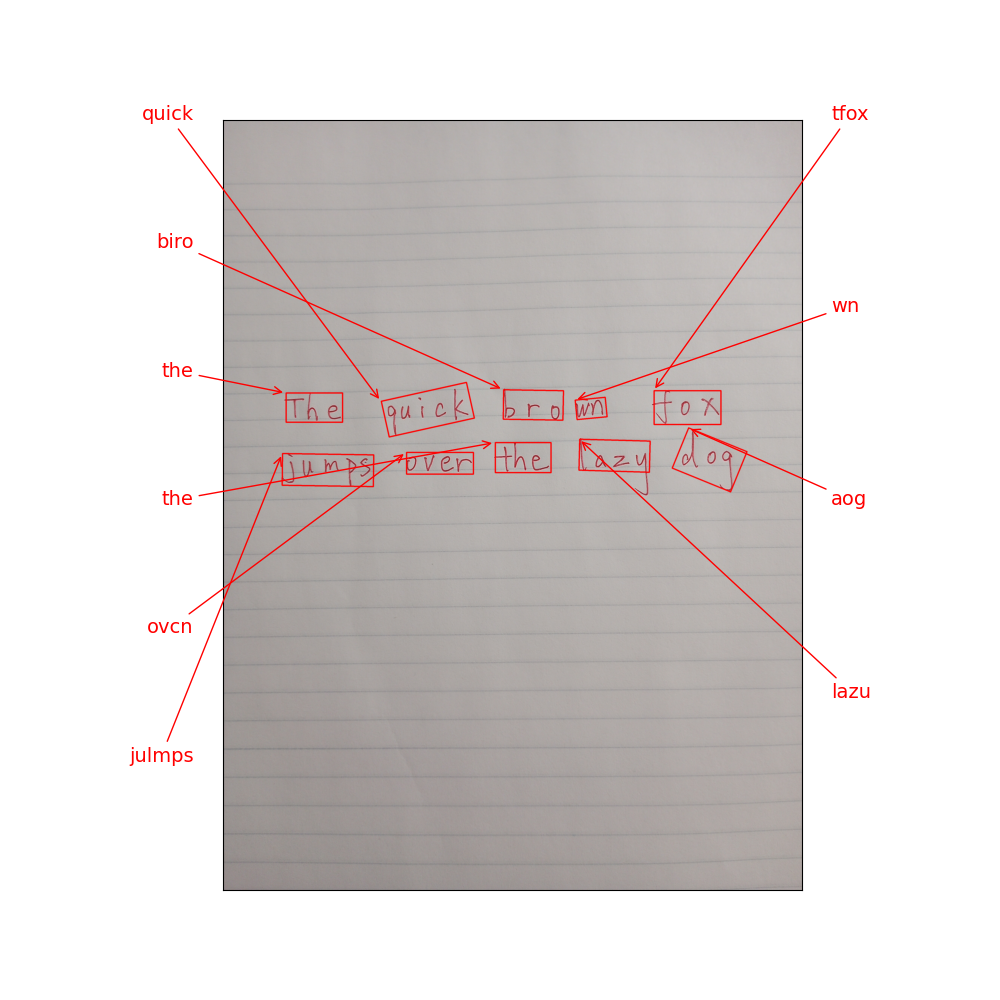 quick tfox
biro
wn
the
The quick brown fox
jumps over the lazy dog
the aog
ovcn
lazu
julmps